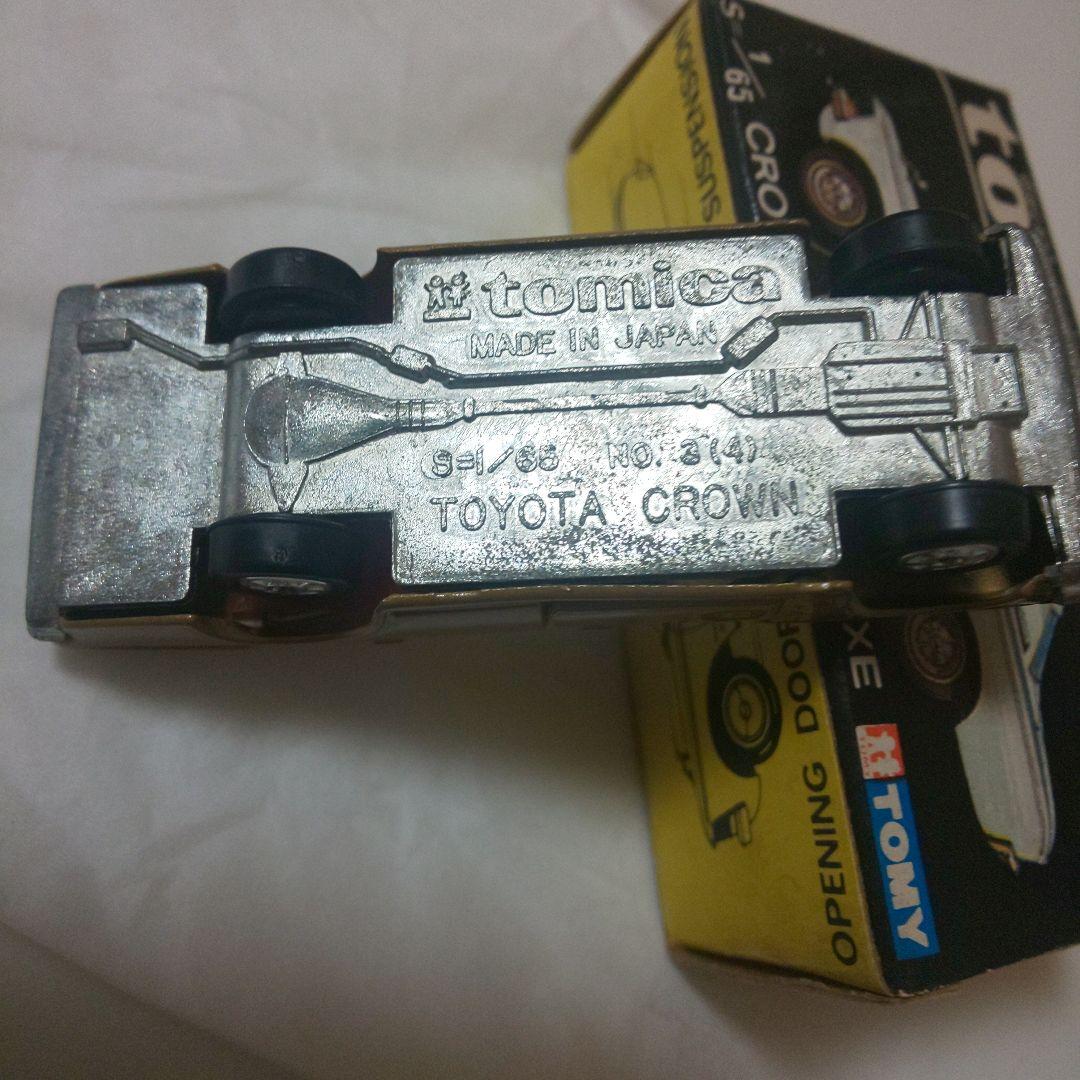 tomica
MADE IN JAPAN
S=1/65 NO. 3(4)
TOYOTA CROWN
SUSPENSION
S=1/65 CRO
to
XE
OPENING DOOR
TOMY